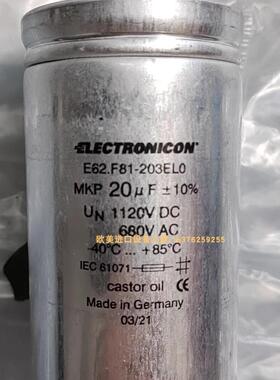 ELECTRONICON®
E62.F81-203EL0
MKP 20µF ±10%
UN 1120V DC
680V AC
-40°C ... +85°C
IEC 61071
castor oil CE
Made in Germany
03/21